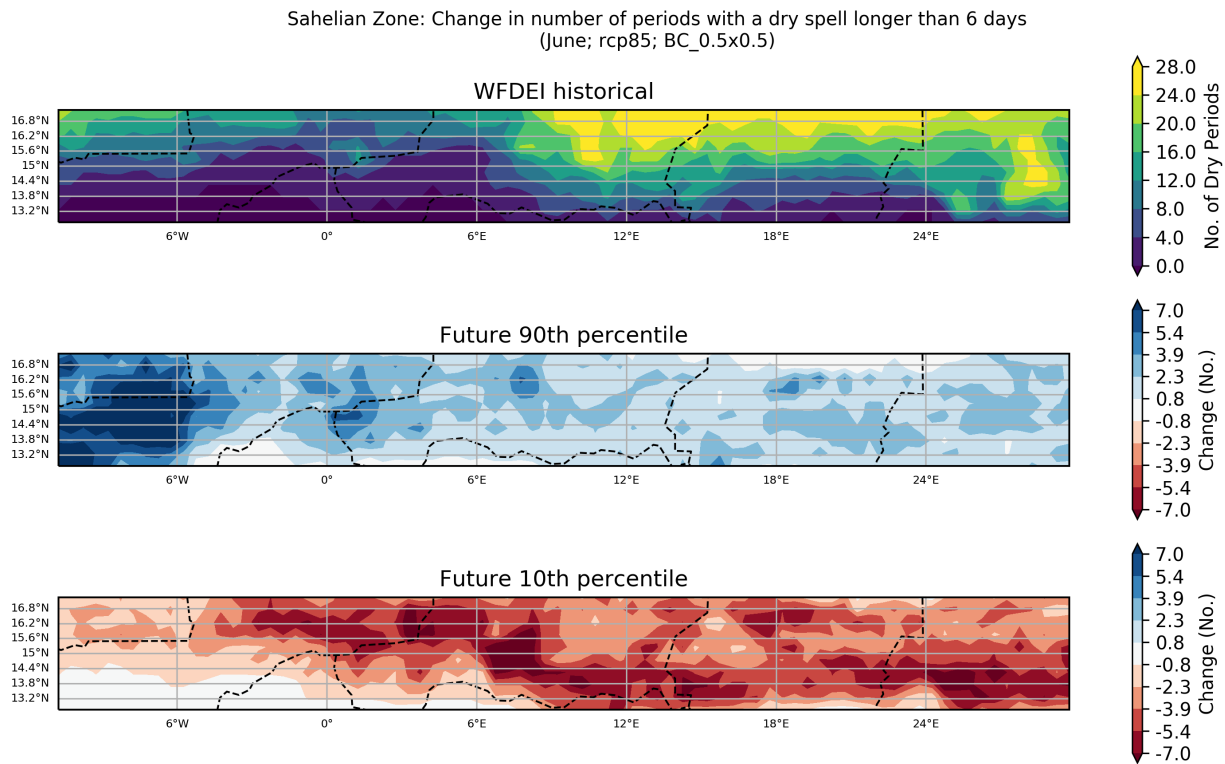 Sahelian Zone: Change in number of periods with a dry spell longer than 6 days
(June; rcp85; BC_0.5x0.5)
WFDEI historical
16.8°N
16.2°N
15.6°N
15°N
14.4°N
13.8°N
13.2°N
6°W 0° 6°E 12°E 18°E 24°E
28.0
24.0
20.0
16.0
12.0
8.0
4.0
0.0
No. of Dry Periods
Future 90th percentile
16.8°N
16.2°N
15.6°N
15°N
14.4°N
13.8°N
13.2°N
6°W 0° 6°E 12°E 18°E 24°E
7.0
5.4
3.9
2.3
0.8
-0.8
-2.3
-3.9
-5.4
-7.0
Change (No.)
Future 10th percentile
16.8°N
16.2°N
15.6°N
15°N
14.4°N
13.8°N
13.2°N
6°W 0° 6°E 12°E 18°E 24°E
7.0
5.4
3.9
2.3
0.8
-0.8
-2.3
-3.9
-5.4
-7.0
Change (No.)